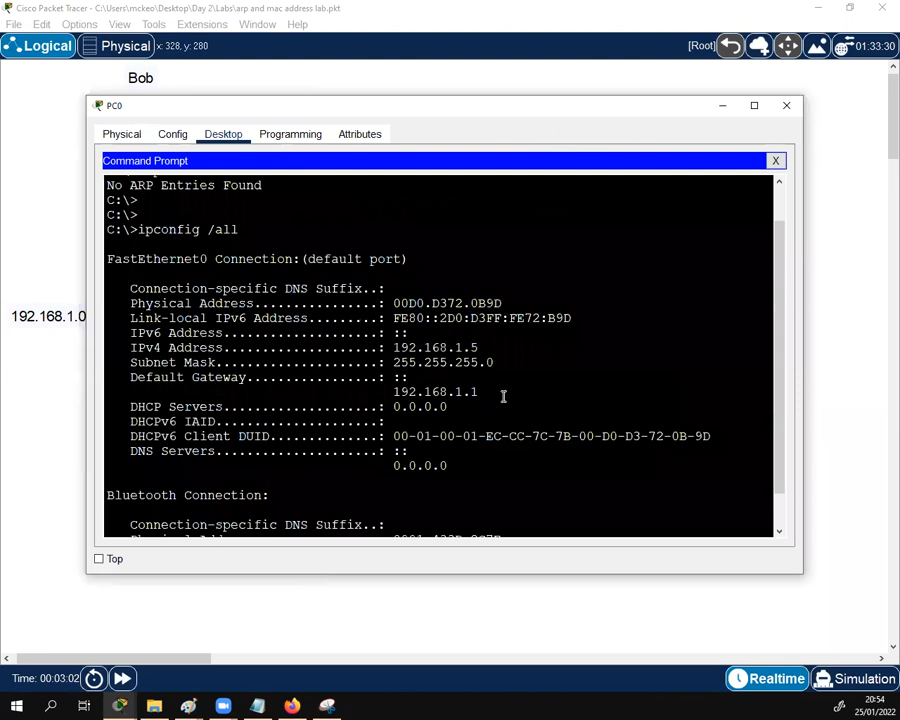 Cisco Packet Tracer - C:\Users\mckeo\Desktop\Day 2\Labs\arp and mac address lab.pkt
File Edit Options View Tools Extensions Window Help
Logical Physical x: 328, y: 280 [Root] 01:33:30
Bob
PC0
Physical Config Desktop Programming Attributes
Command Prompt X
No ARP Entries Found
C:\>
C:\>
C:\>ipconfig /all
FastEthernet0 Connection:(default port)
Connection-specific DNS Suffix..:
Physical Address................: 00D0.D372.0B9D
Link-local IPv6 Address.........: FE80::2D0:D3FF:FE72:B9D
IPv6 Address....................: ::
IPv4 Address....................: 192.168.1.5
Subnet Mask.....................: 255.255.255.0
Default Gateway.................: ::
192.168.1.1
DHCP Servers....................: 0.0.0.0
DHCPv6 IAID.....................:
DHCPv6 Client DUID..............: 00-01-00-01-EC-CC-7C-7B-00-D0-D3-72-0B-9D
DNS Servers.....................: ::
0.0.0.0
Bluetooth Connection:
Connection-specific DNS Suffix..:
192.168.1.0
Top
Time: 00:03:02 Realtime Simulation
20:54
25/01/2022